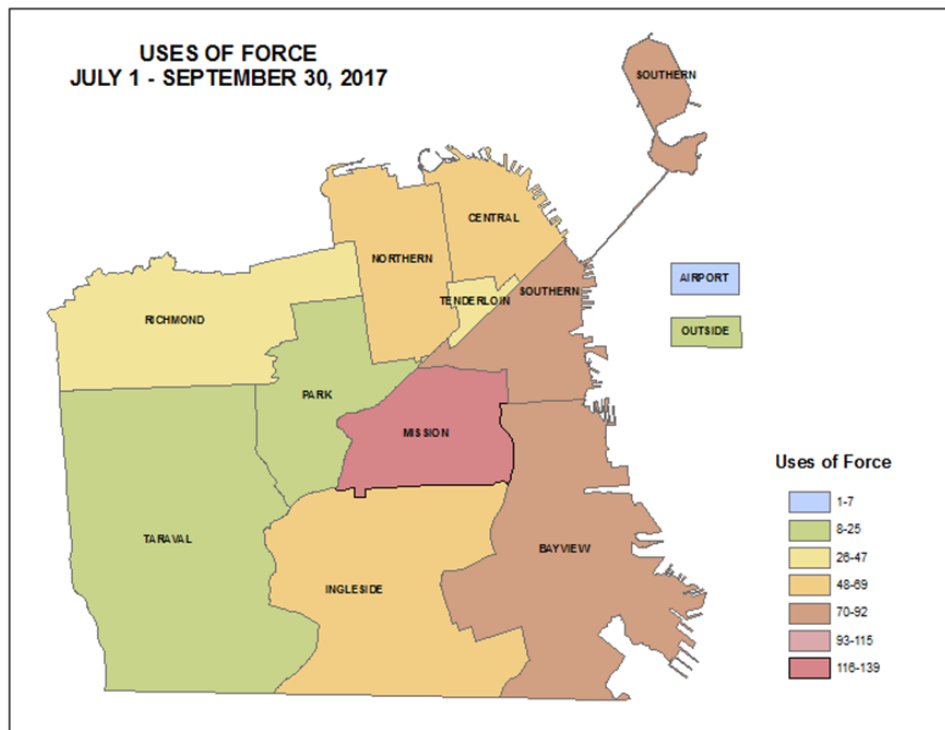 USES OF FORCE
JULY 1 - SEPTEMBER 30, 2017
SOUTHERN
CENTRAL
NORTHERN
AIRPORT
SOUTHERN
TENDERLOIN
RICHMOND
OUTSIDE
PARK
MISSION
TARAVAL
BAYVIEW
INGLESIDE
Uses of Force
1-7
8-25
26-47
48-69
70-92
93-115
116-139